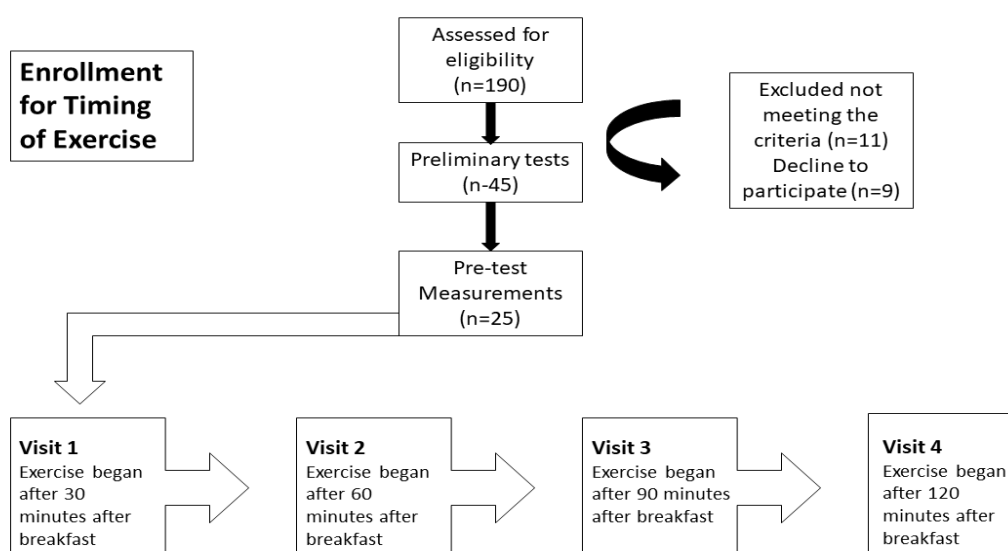 Enrollment
for Timing
of Exercise
Assessed for
eligibility
(n=190)
Excluded not
meeting the
criteria (n=11)
Decline to
participate (n=9)
Preliminary tests
(n-45)
Pre-test
Measurements
(n=25)
Visit 1
Exercise began
after 30
minutes after
breakfast
Visit 2
Exercise began
after 60
minutes after
breakfast
Visit 3
Exercise began
after 90 minutes
after breakfast
Visit 4
Exercise began
after 120
minutes after
breakfast